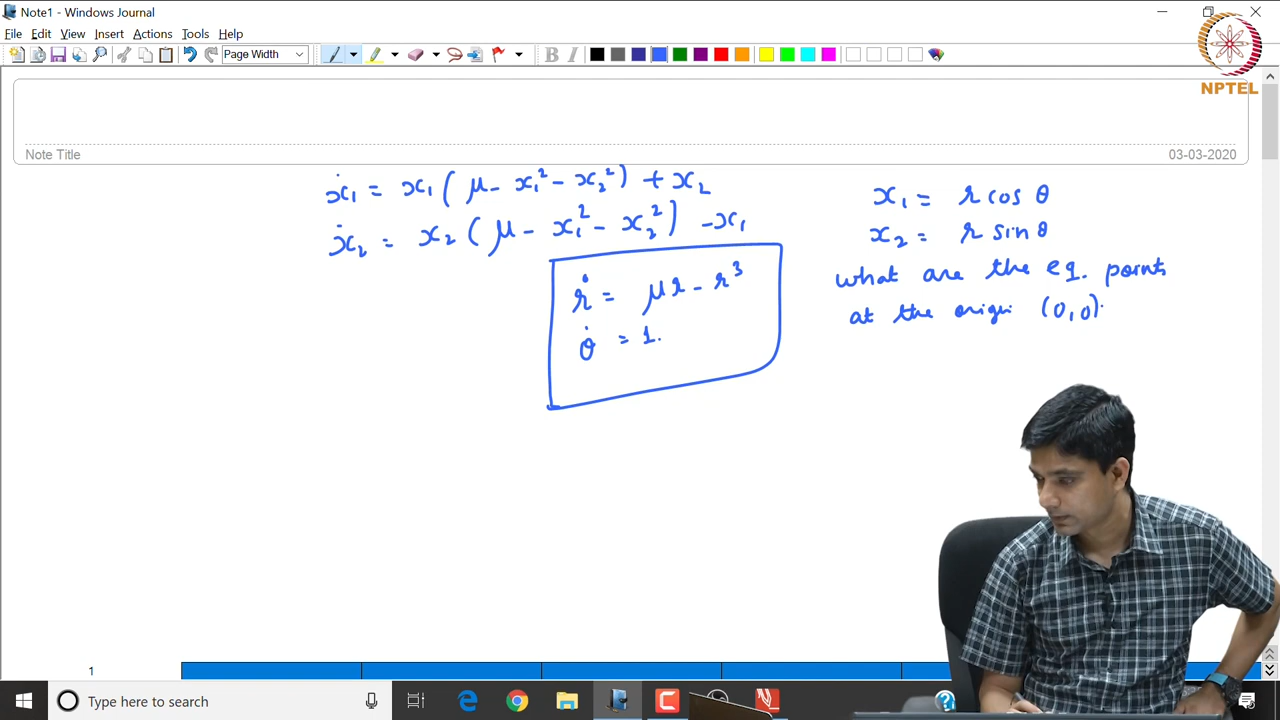 Note1 - Windows Journal
File Edit View Insert Actions Tools Help
Page Width
B I
NPTEL
Note Title
03-03-2020
ẋ₁ = x₁ ( μ - x₁² - x₂² ) + x₂
ẋ₂ = x₂ ( μ - x₁² - x₂² ) - x₁
ṙ = μr - r³
θ̇ = 1.
x₁ = r cos θ
x₂ = r sin θ
what are the eq. points
at the origin (0,0).
1
Type here to search